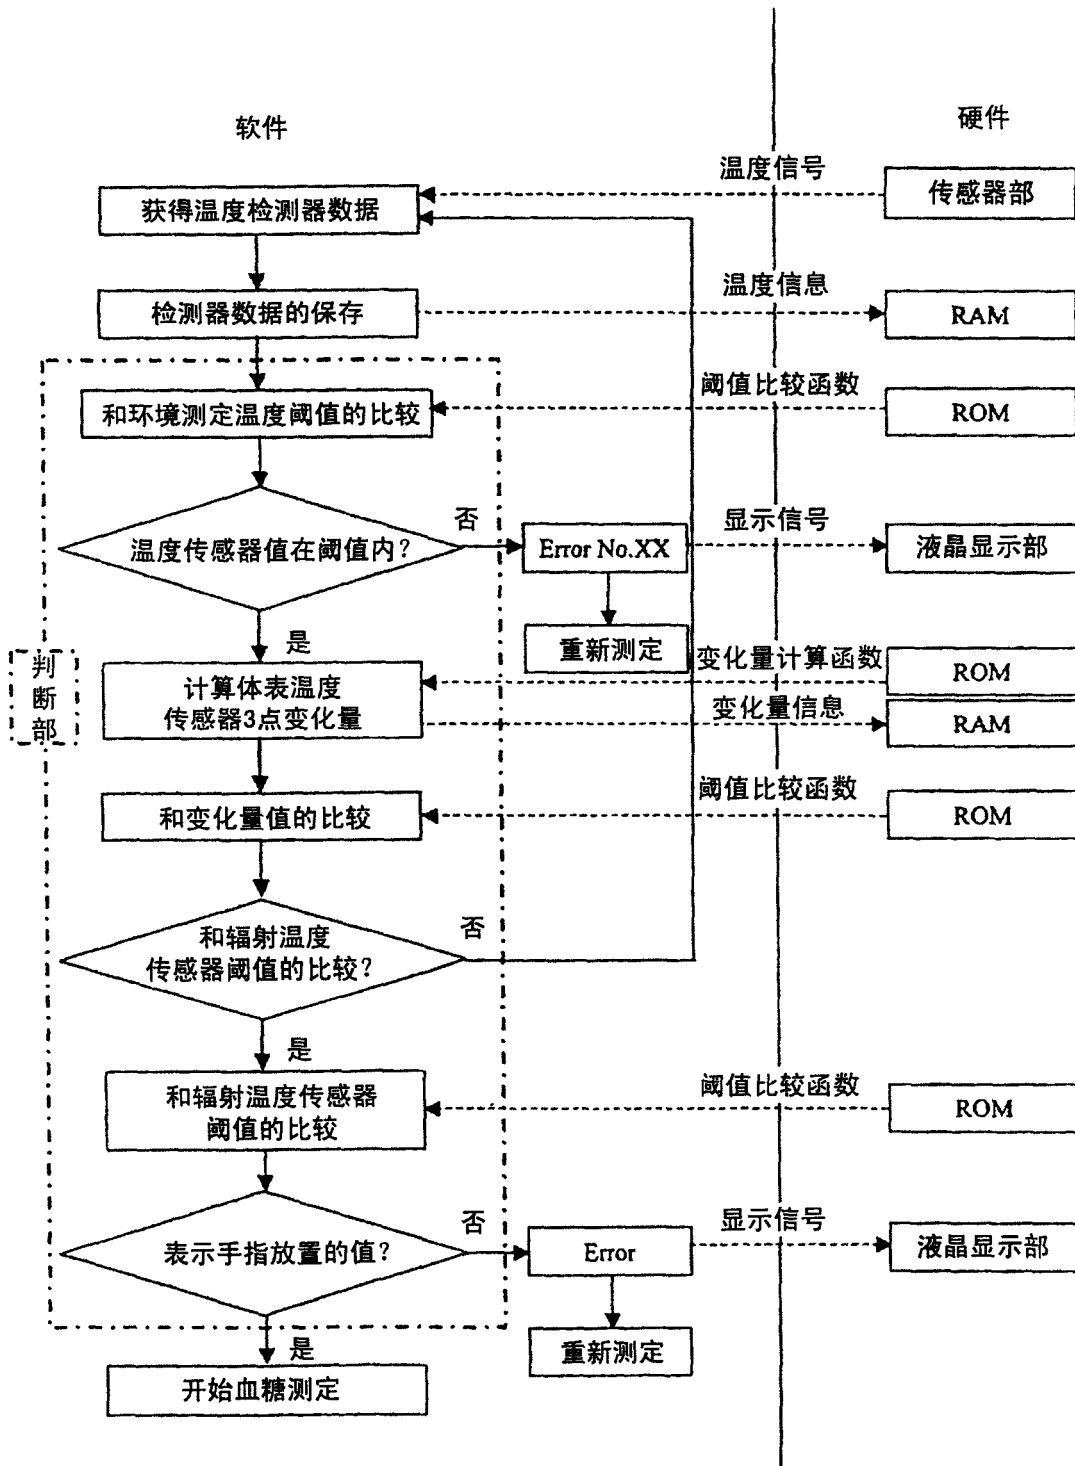 软件
硬件
温度信号
获得温度检测器数据
传感器部
温度信息
检测器数据的保存
RAM
阈值比较函数
和环境测定温度阈值的比较
ROM
否
显示信号
温度传感器值在阈值内?
Error No.XX
液晶显示部
是
重新测定
变化量计算函数
ROM
判
断
部
计算体表温度
传感器3点变化量
变化量信息
RAM
阈值比较函数
和变化量值的比较
ROM
否
和辐射温度
传感器阈值的比较?
是
阈值比较函数
和辐射温度传感器
阈值的比较
ROM
否
显示信号
表示手指放置的值?
Error
液晶显示部
是
重新测定
开始血糖测定